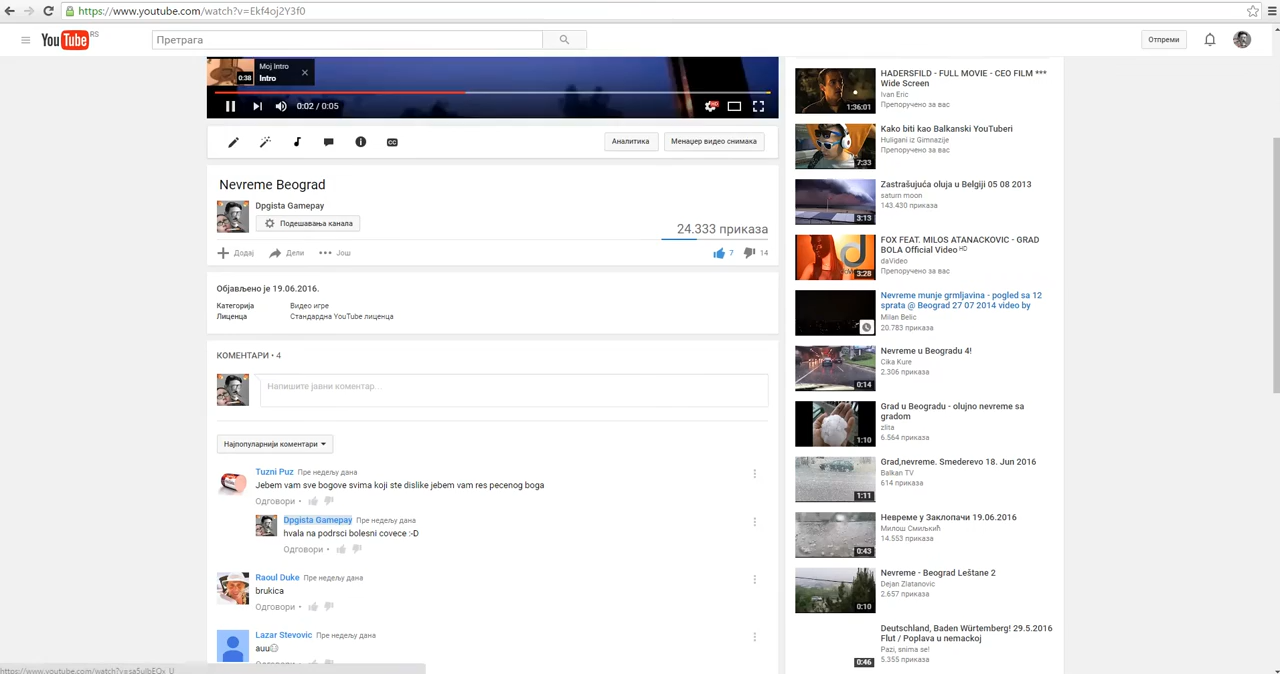 https://www.youtube.com/watch?v=Ekf4oj2Y3f0
YouTube RS
Претрага
Отпреми
Moj Intro
Intro
0:38
0:02 / 0:05
Аналитика
Менаџер видео снимака
Nevreme Beograd
Dpgista Gamepay
Подешавања канала
24.333 приказа
Додај
Дели
Још
7
14
Објављено је 19.06.2016.
Категорија Видео игре
Лиценца Стандардна YouTube лиценца
КОМЕНТАРИ • 4
Напишите јавни коментар...
Најпопуларнији коментари
Tuzni Puz Пре недељу дана
Jebem vam sve bogove svima koji ste dislike jebem vam res pecenog boga
Одговори •
Dpgista Gamepay Пре недељу дана
hvala na podrsci bolesni covece :-D
Одговори •
Raoul Duke Пре недељу дана
brukica
Одговори •
Lazar Stevovic Пре недељу дана
auu
Одговори •
HADERSFILD - FULL MOVIE - CEO FILM ***
Wide Screen
Ivan Eric
Препоручено за вас
1:36:01
Kako biti kao Balkanski YouTuberi
Huligani iz Gimnazije
Препоручено за вас
7:33
Zastrašujuća oluja u Belgiji 05 08 2013
saturn moon
143.430 приказа
3:13
FOX FEAT. MILOS ATANACKOVIC - GRAD
BOLA Official Video HD
daVideo
Препоручено за вас
3:28
Nevreme munje grmljavina - pogled sa 12
sprata @ Beograd 27 07 2014 video by
Milan Belic
20.783 приказа
Nevreme u Beogradu 4!
Cika Kure
2.306 приказа
0:14
Grad u Beogradu - olujno nevreme sa
gradom
zlita
6.564 приказа
1:10
Grad,nevreme. Smederevo 18. Jun 2016
Balkan TV
614 приказа
1:11
Невреме у Заклопачи 19.06.2016
Милош Смиљкић
14.553 приказа
0:43
Nevreme - Beograd Leštane 2
Dejan Zlatanovic
2.657 приказа
0:10
Deutschland, Baden Würtemberg! 29.5.2016
Flut / Poplava u nemackoj
Pazi, snima se!
5.355 приказа
0:46